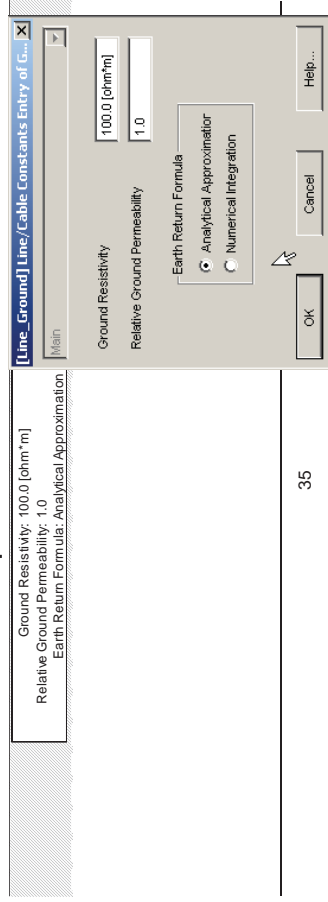 Ground Resistivity: 100.0 [ohm*m]
Relative Ground Permeability: 1.0
Earth Return Formula: Analytical Approximation
[Line_Ground] Line/Cable Constants Entry of G...
Main
Ground Resistivity 100.0 [ohm*m]
Relative Ground Permeability 1.0
Earth Return Formula
Analytical Approximation
Numerical Integration
OK Cancel Help...
35